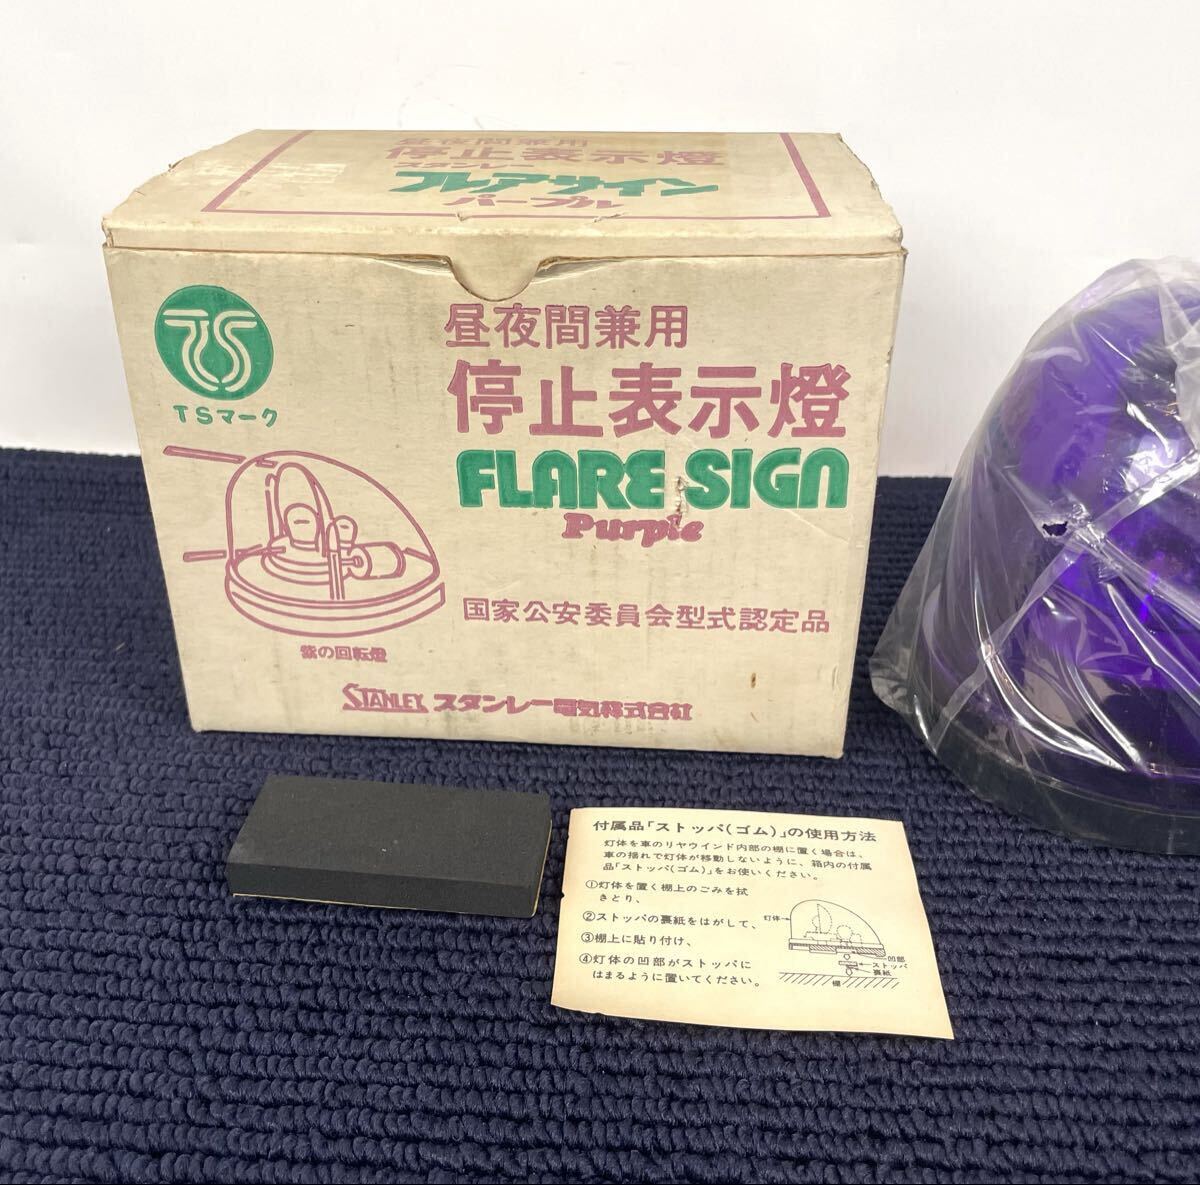 昼夜間兼用
停止表示燈
スタンレー
フレアサイン
パープル
TS
TSマーク
昼夜間兼用
停止表示燈
FLARE SIGN
Purple
国家公安委員会型式認定品
紫の回転燈
STANLEY スタンレー電気株式会社
付属品「ストッパ(ゴム)」の使用方法
灯体を車のリヤウインド内部の棚に置く場合は、
車の揺れで灯体が移動しないように、箱内の付属
品「ストッパ(ゴム)」をお使いください。
①灯体を置く棚上のごみを拭
きとり、
②ストッパの裏紙をはがして、
③棚上に貼り付け、
④灯体の凹部がストッパに
はまるように置いてください。
灯体
凹部
ストッパ
裏紙
棚